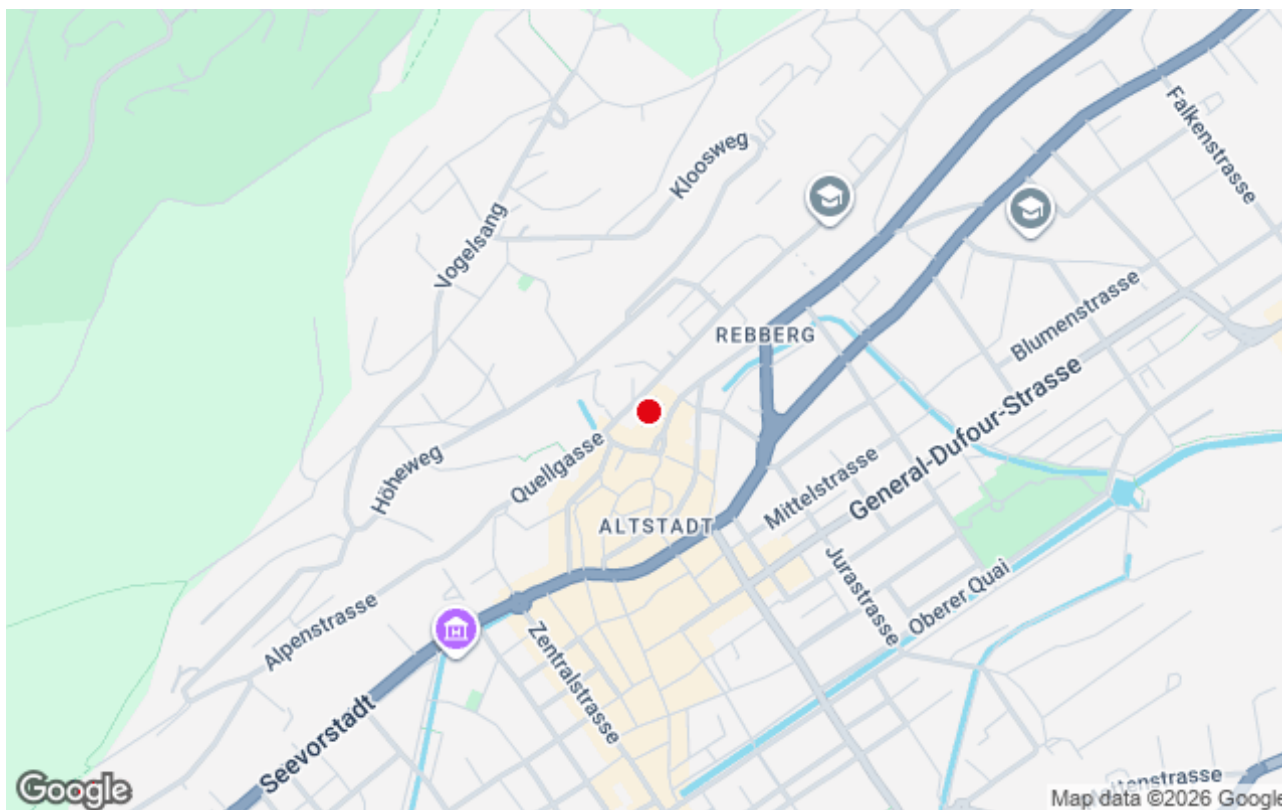 Falkenstrasse
Kloosweg
Vogelsang
REBBERG
Blumenstrasse
General-Dufour-Strasse
Höheweg
Quellgasse
Mittelstrasse
ALTSTADT
Jurastrasse
Oberer Quai
Alpenstrasse
Zentralstrasse
Seevorstadt
Google
Map data ©2026 Google